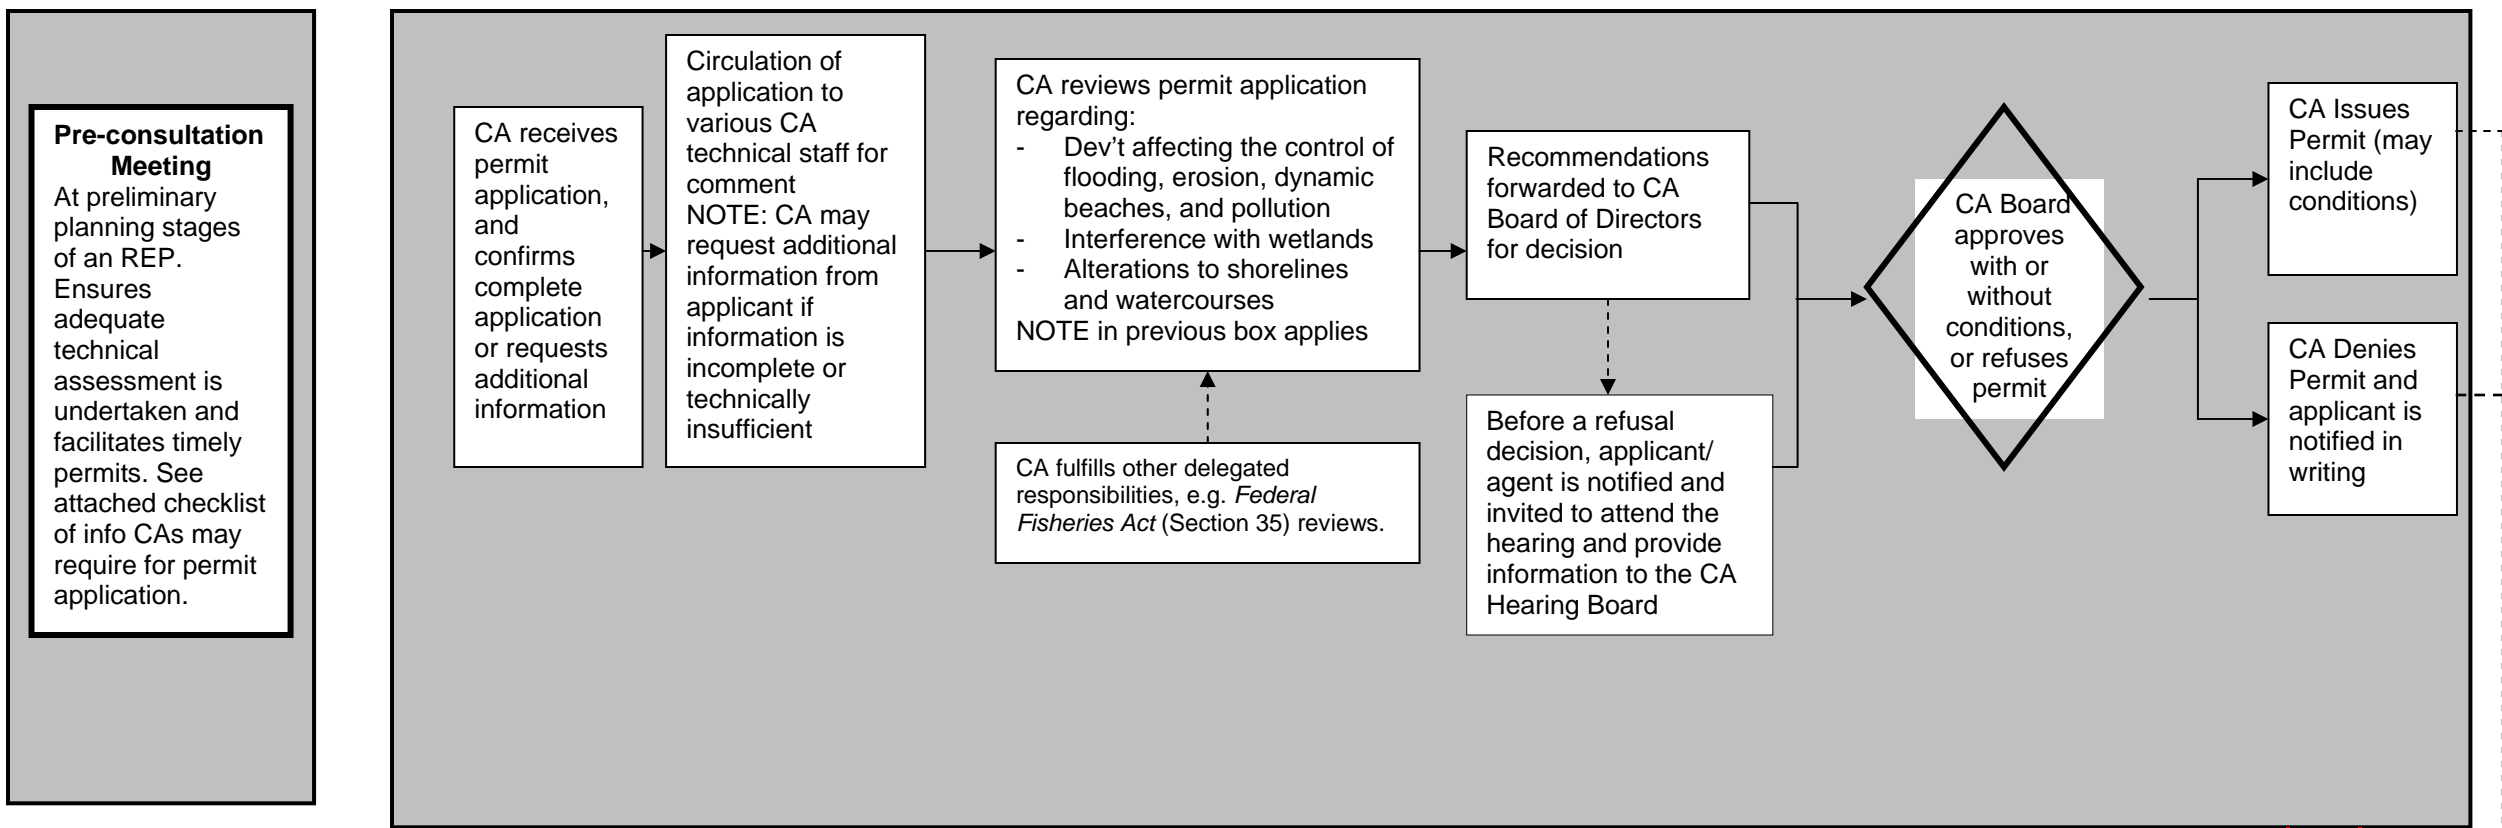 Pre-consultation
Meeting
At preliminary
planning stages
of an REP.
Ensures
adequate
technical
assessment is
undertaken and
facilitates timely
permits. See
attached checklist
of info CAs may
require for permit
application.
CA receives
permit
application,
and
confirms
complete
application
or requests
additional
information
Circulation of
application to
various CA
technical staff for
comment
NOTE: CA may
request additional
information from
applicant if
information is
incomplete or
technically
insufficient
CA reviews permit application
regarding:
- Dev’t affecting the control of
flooding, erosion, dynamic
beaches, and pollution
- Interference with wetlands
- Alterations to shorelines
and watercourses
NOTE in previous box applies
CA fulfills other delegated
responsibilities, e.g. Federal
Fisheries Act (Section 35) reviews.
Recommendations
forwarded to CA
Board of Directors
for decision
Before a refusal
decision, applicant/
agent is notified and
invited to attend the
hearing and provide
information to the CA
Hearing Board
CA Board
approves
with or
without
conditions,
or refuses
permit
CA Issues
Permit (may
include
conditions)
CA Denies
Permit and
applicant is
notified in
writing